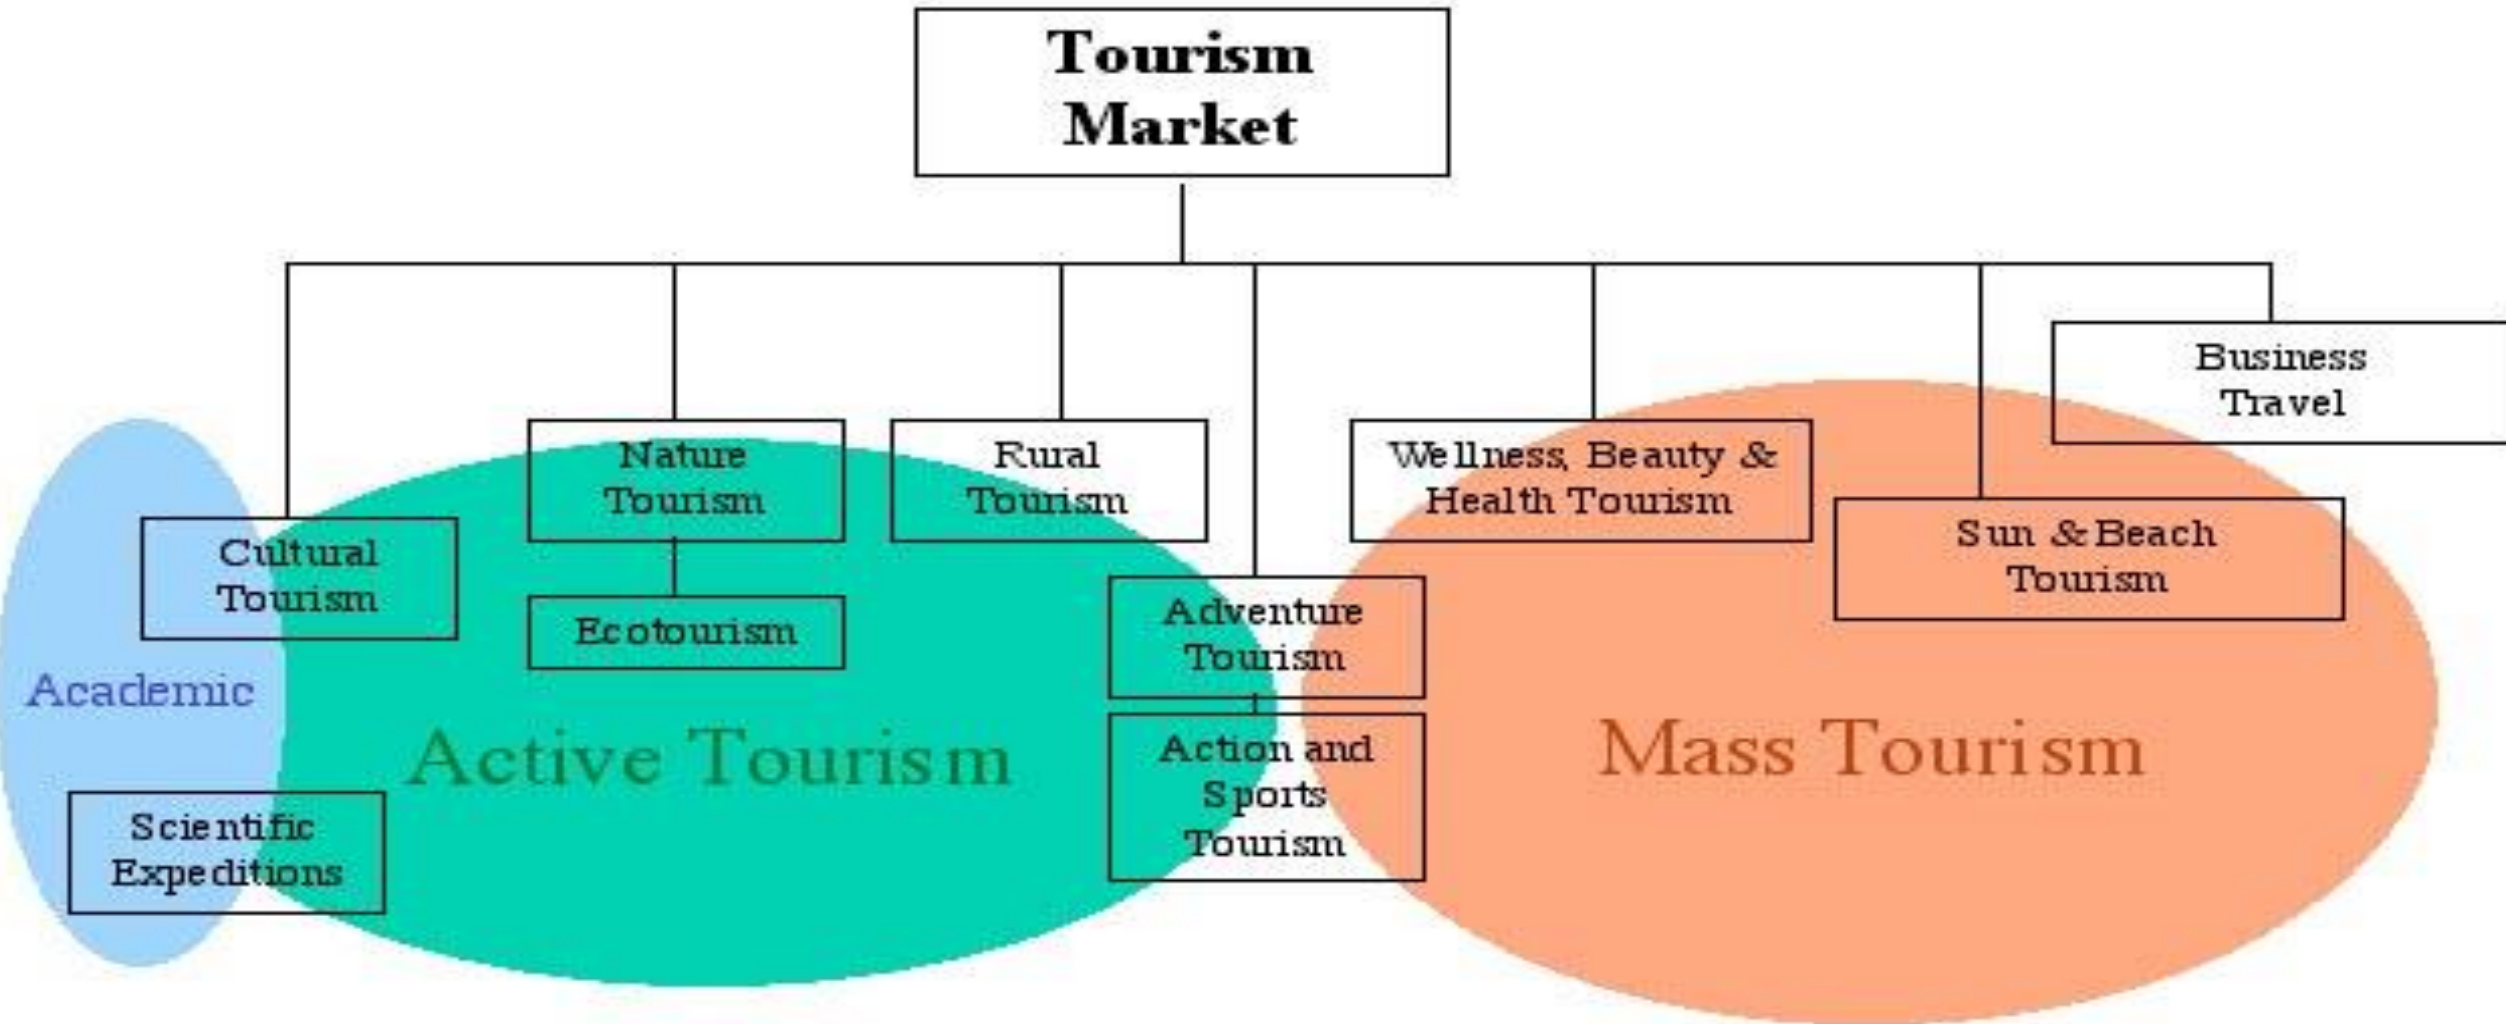 Tourism
Market
Business
Travel
Nature
Tourism
Rural
Tourism
Wellness, Beauty &
Health Tourism
Sun & Beach
Tourism
Cultural
Tourism
Ecotourism
Adventure
Tourism
Academic
Active Tourism
Action and
Sports
Tourism
Mass Tourism
Scientific
Expeditions